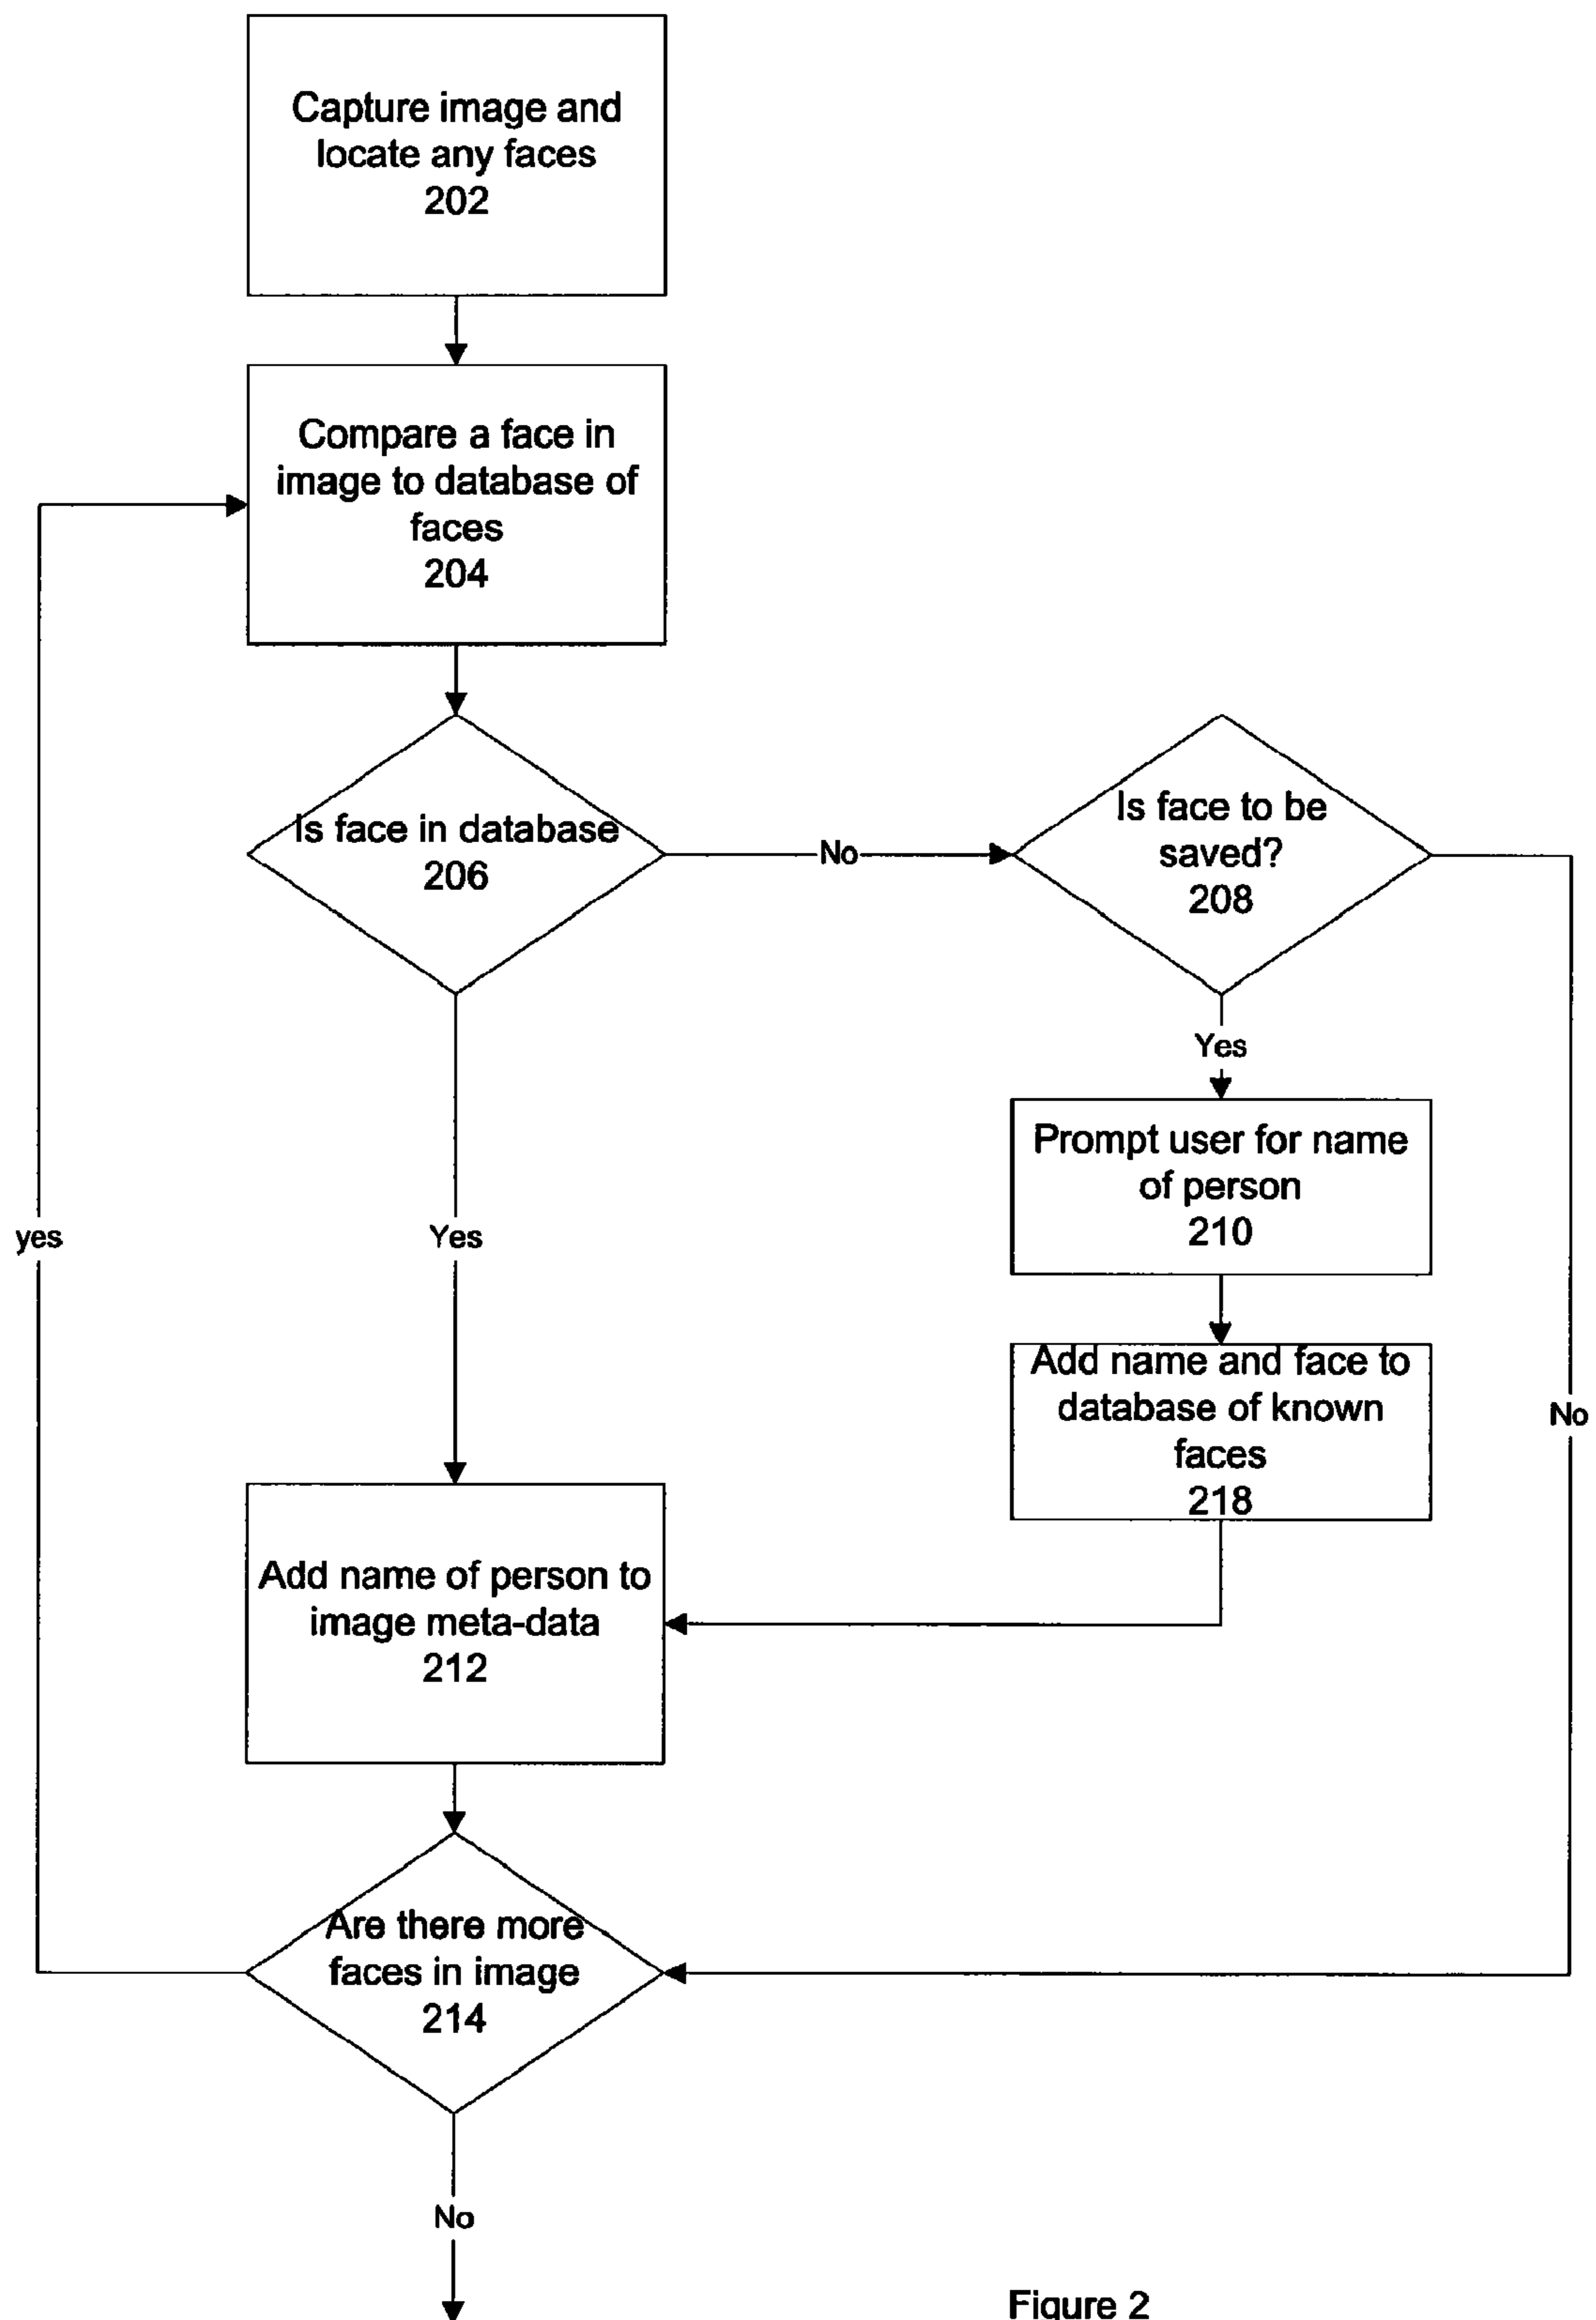 Capture image and
locate any faces
202
Compare a face in
image to database of
faces
204
Is face in database
206
No
Is face to be
saved?
208
Yes
Prompt user for name
of person
210
yes
Yes
Add name and face to
database of known
faces
218
No
Add name of person to
image meta-data
212
Are there more
faces in image
214
No
Figure 2